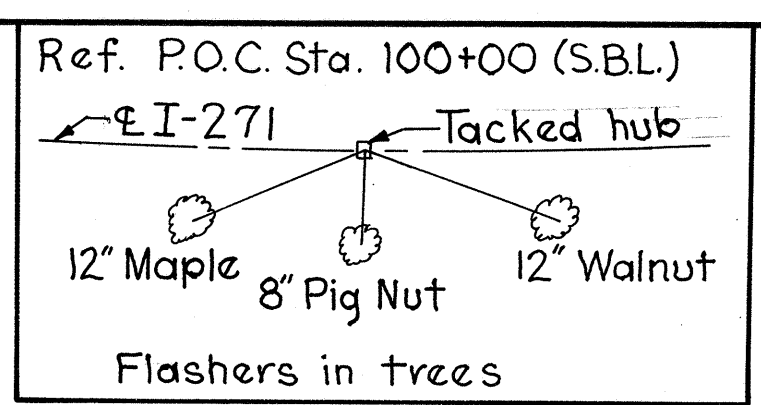 Ref. P.O.C. Sta. 100+00 (S.B.L.)
℄ I-271
Tacked hub
12" Maple
8" Pig Nut
12" Walnut
Flashers in trees